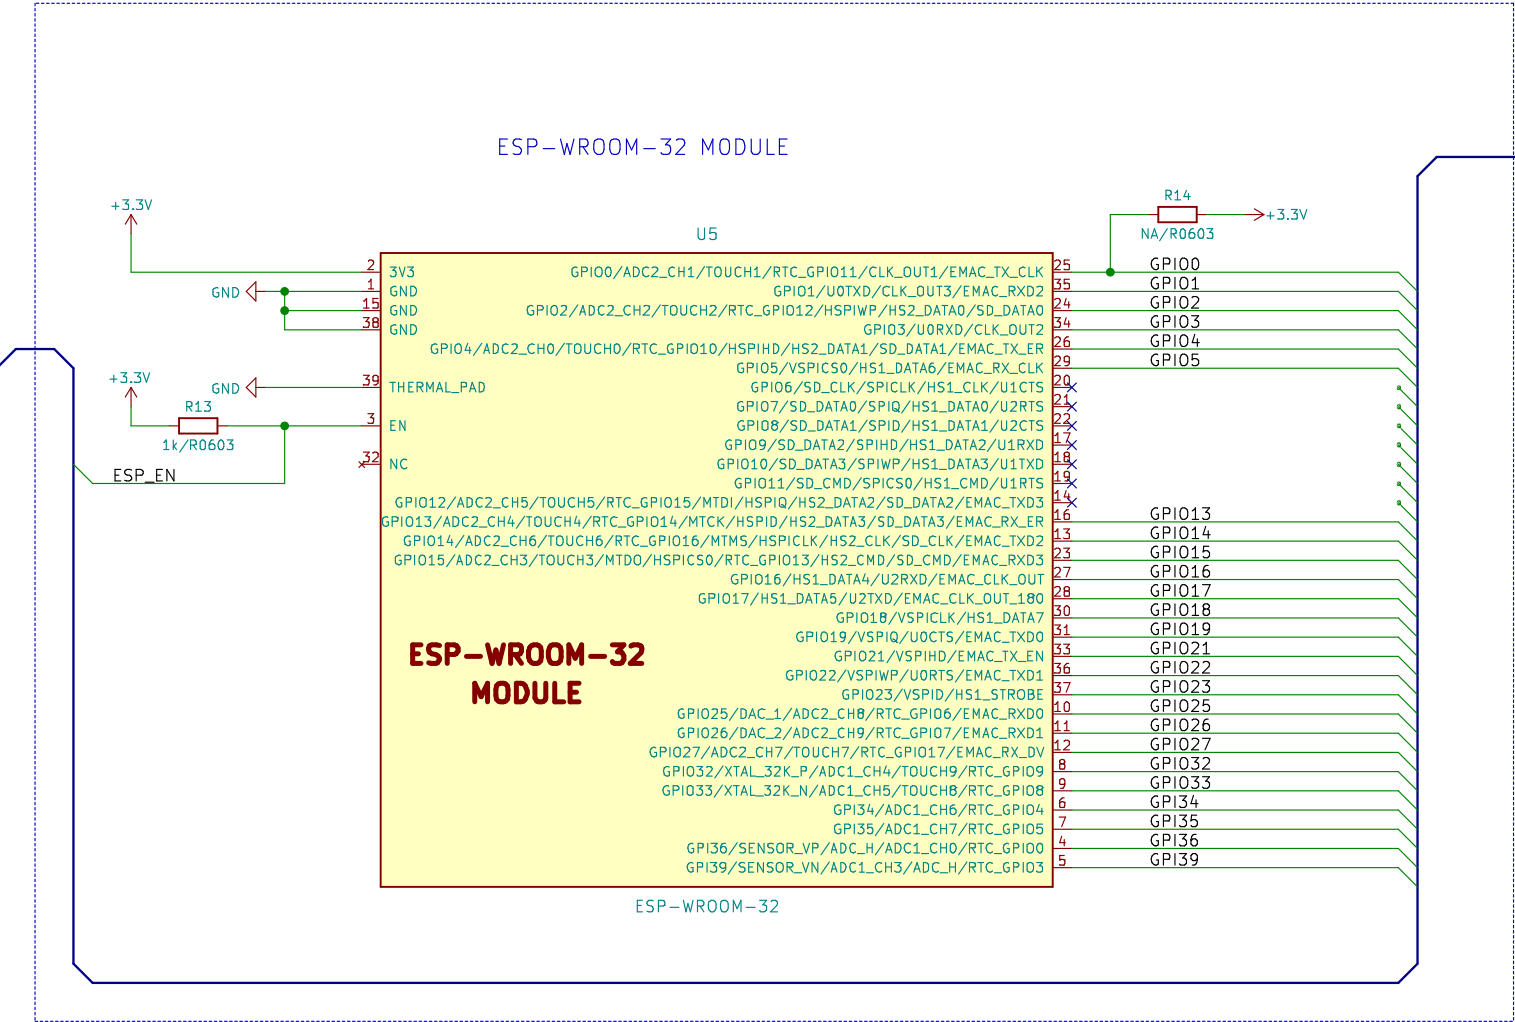 ESP-WROOM-32 MODULE
+3.3V
R14
+3.3V
NA/R0603
U5
2 3V3
1 GND
GND
15 GND
38 GND
39 THERMAL_PAD
GND
+3.3V
R13
1k/R0603
3 EN
32 NC
ESP_EN
GPIO0/ADC2_CH1/TOUCH1/RTC_GPIO11/CLK_OUT1/EMAC_TX_CLK 25 GPIO0
GPIO1/U0TXD/CLK_OUT3/EMAC_RXD2 35 GPIO1
GPIO2/ADC2_CH2/TOUCH2/RTC_GPIO12/HSPIWP/HS2_DATA0/SD_DATA0 24 GPIO2
GPIO3/U0RXD/CLK_OUT2 34 GPIO3
GPIO4/ADC2_CH0/TOUCH0/RTC_GPIO10/HSPIHD/HS2_DATA1/SD_DATA1/EMAC_TX_ER 26 GPIO4
GPIO5/VSPICS0/HS1_DATA6/EMAC_RX_CLK 29 GPIO5
GPIO6/SD_CLK/SPICLK/HS1_CLK/U1CTS 20
GPIO7/SD_DATA0/SPIQ/HS1_DATA0/U2RTS 21
GPIO8/SD_DATA1/SPID/HS1_DATA1/U2CTS 22
GPIO9/SD_DATA2/SPIHD/HS1_DATA2/U1RXD 17
GPIO10/SD_DATA3/SPIWP/HS1_DATA3/U1TXD 18
GPIO11/SD_CMD/SPICS0/HS1_CMD/U1RTS 19
GPIO12/ADC2_CH5/TOUCH5/RTC_GPIO15/MTDI/HSPIQ/HS2_DATA2/SD_DATA2/EMAC_TXD3 14
GPIO13/ADC2_CH4/TOUCH4/RTC_GPIO14/MTCK/HSPID/HS2_DATA3/SD_DATA3/EMAC_RX_ER 16 GPIO13
GPIO14/ADC2_CH6/TOUCH6/RTC_GPIO16/MTMS/HSPICLK/HS2_CLK/SD_CLK/EMAC_TXD2 13 GPIO14
GPIO15/ADC2_CH3/TOUCH3/MTDO/HSPICS0/RTC_GPIO13/HS2_CMD/SD_CMD/EMAC_RXD3 23 GPIO15
GPIO16/HS1_DATA4/U2RXD/EMAC_CLK_OUT 27 GPIO16
GPIO17/HS1_DATA5/U2TXD/EMAC_CLK_OUT_180 28 GPIO17
GPIO18/VSPICLK/HS1_DATA7 30 GPIO18
GPIO19/VSPIQ/U0CTS/EMAC_TXD0 31 GPIO19
GPIO21/VSPIHD/EMAC_TX_EN 33 GPIO21
GPIO22/VSPIWP/U0RTS/EMAC_TXD1 36 GPIO22
GPIO23/VSPID/HS1_STROBE 37 GPIO23
GPIO25/DAC_1/ADC2_CH8/RTC_GPIO6/EMAC_RXD0 10 GPIO25
GPIO26/DAC_2/ADC2_CH9/RTC_GPIO7/EMAC_RXD1 11 GPIO26
GPIO27/ADC2_CH7/TOUCH7/RTC_GPIO17/EMAC_RX_DV 12 GPIO27
GPIO32/XTAL_32K_P/ADC1_CH4/TOUCH9/RTC_GPIO9 8 GPIO32
GPIO33/XTAL_32K_N/ADC1_CH5/TOUCH8/RTC_GPIO8 9 GPIO33
GPI34/ADC1_CH6/RTC_GPIO4 6 GPI34
GPI35/ADC1_CH7/RTC_GPIO5 7 GPI35
GPI36/SENSOR_VP/ADC_H/ADC1_CH0/RTC_GPIO0 4 GPI36
GPI39/SENSOR_VN/ADC1_CH3/ADC_H/RTC_GPIO3 5 GPI39
ESP-WROOM-32
MODULE
ESP-WROOM-32